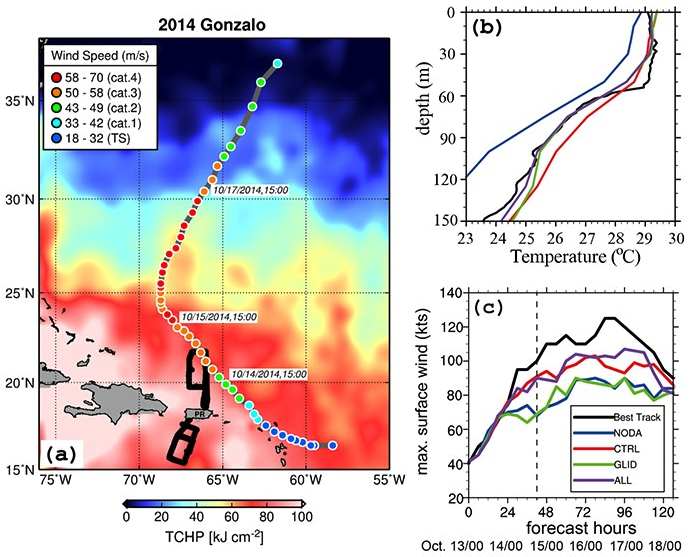 2014 Gonzalo
Wind Speed (m/s)
58 - 70 (cat.4)
50 - 58 (cat.3)
43 - 49 (cat.2)
33 - 42 (cat.1)
18 - 32 (TS)
35°N
30°N
25°N
20°N
15°N
10/17/2014,15:00
10/15/2014,15:00
10/14/2014,15:00
PR
(a)
75°W 70°W 65°W 60°W 55°W
0 20 40 60 80 100
TCHP [kJ cm-2)
(b)
depth (m)
0
30
60
90
120
150
23 24 25 26 27 28 29 30
Temperature (°C)
(c)
max. surface wind (kts)
140
120
100
80
60
40
20
Best Track
NODA
CTRL
GLID
ALL
0 24 48 72 96 120
forecast hours
Oct. 13/00 14/00 15/00 16/00 17/00 18/00